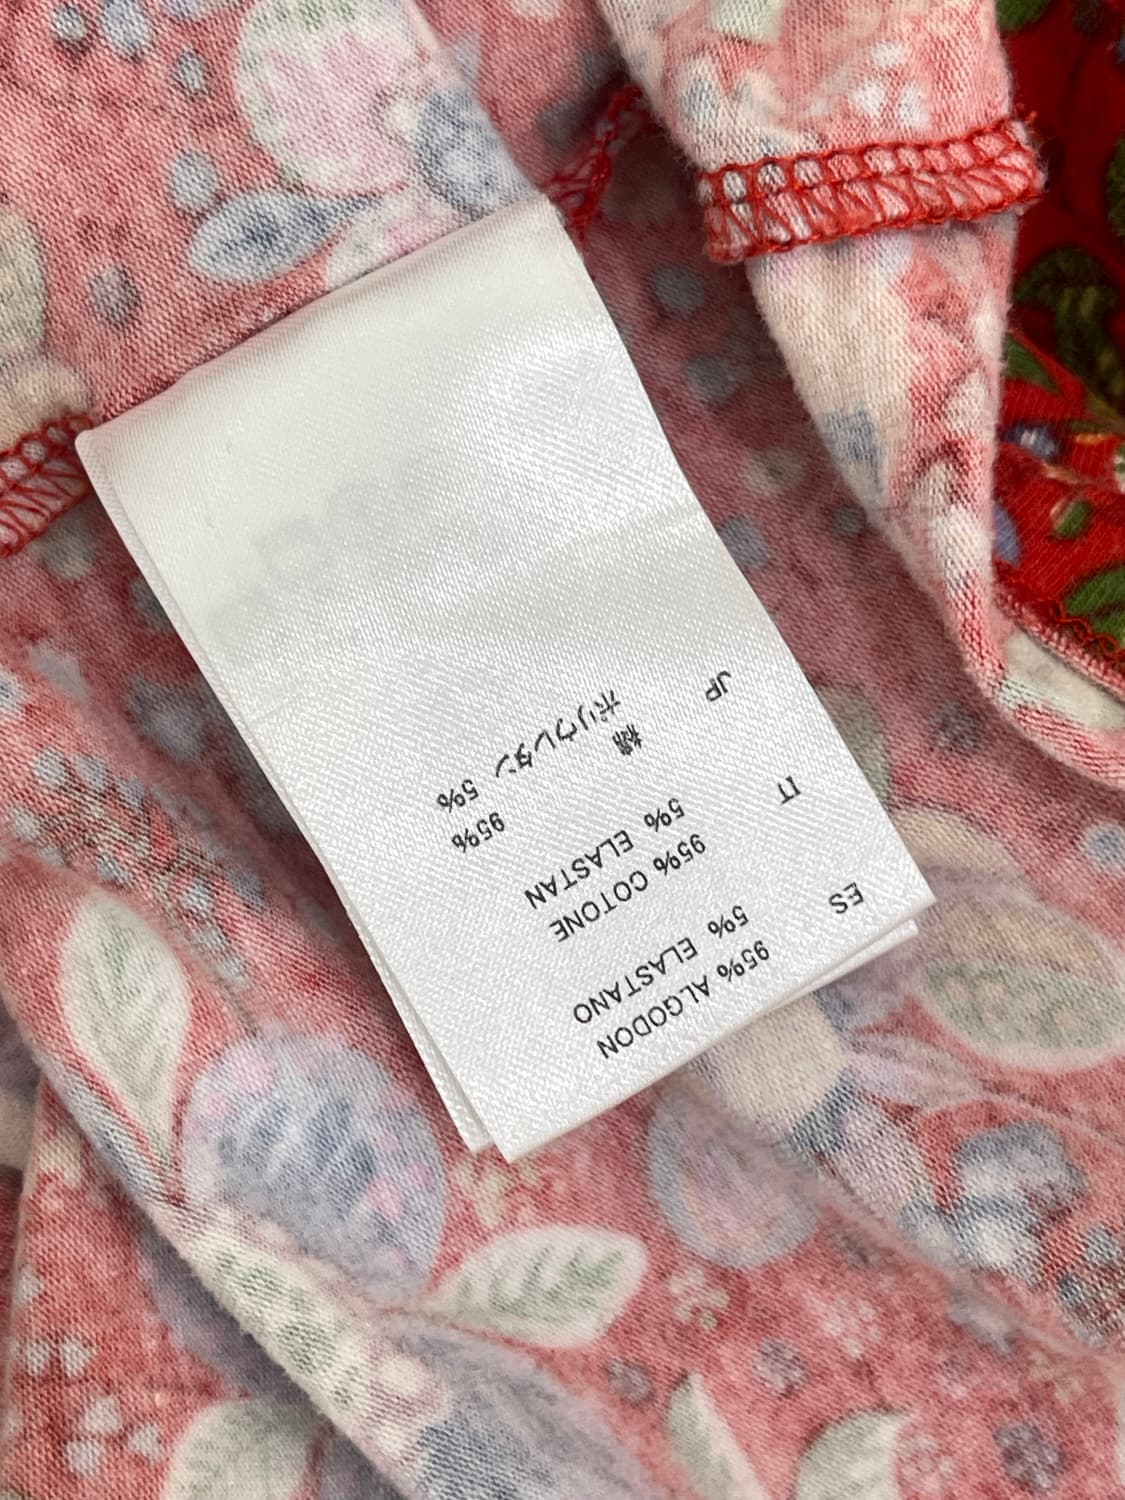 ES 95% ALGODON
5% ELASTANO
IT 95% COTONE
5% ELASTAN
JP 綿 95%
ポリウレタン 5%